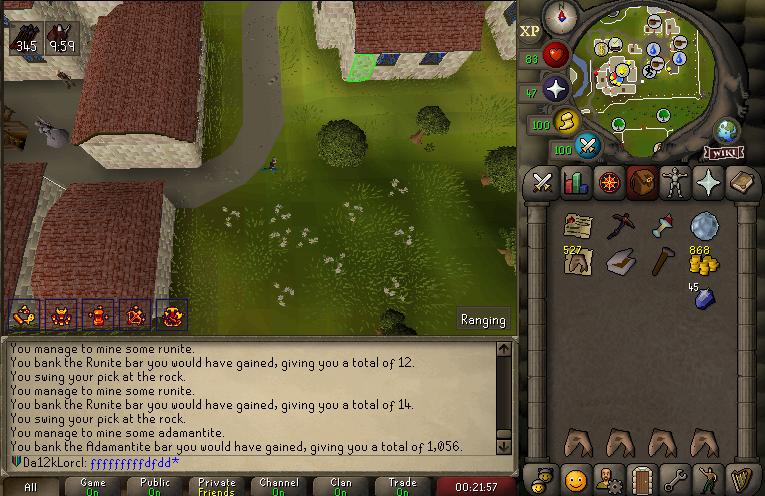 345
9:59
XP
83
47
100
100
WIKI
527
868
45
Ranging
You manage to mine some runite.
You bank the Runite bar you would have gained, giving you a total of 12.
You swing your pick at the rock.
You manage to mine some runite.
You bank the Runite bar you would have gained, giving you a total of 14.
You swing your pick at the rock.
You manage to mine some adamantite.
You bank the Adamantite bar you would have gained, giving you a total of 1,056.
Da12kLorcl: fffffffffdfdd*
All
Game
On
Public
On
Private
Friends
Channel
On
Clan
On
Trade
On
00:21:57